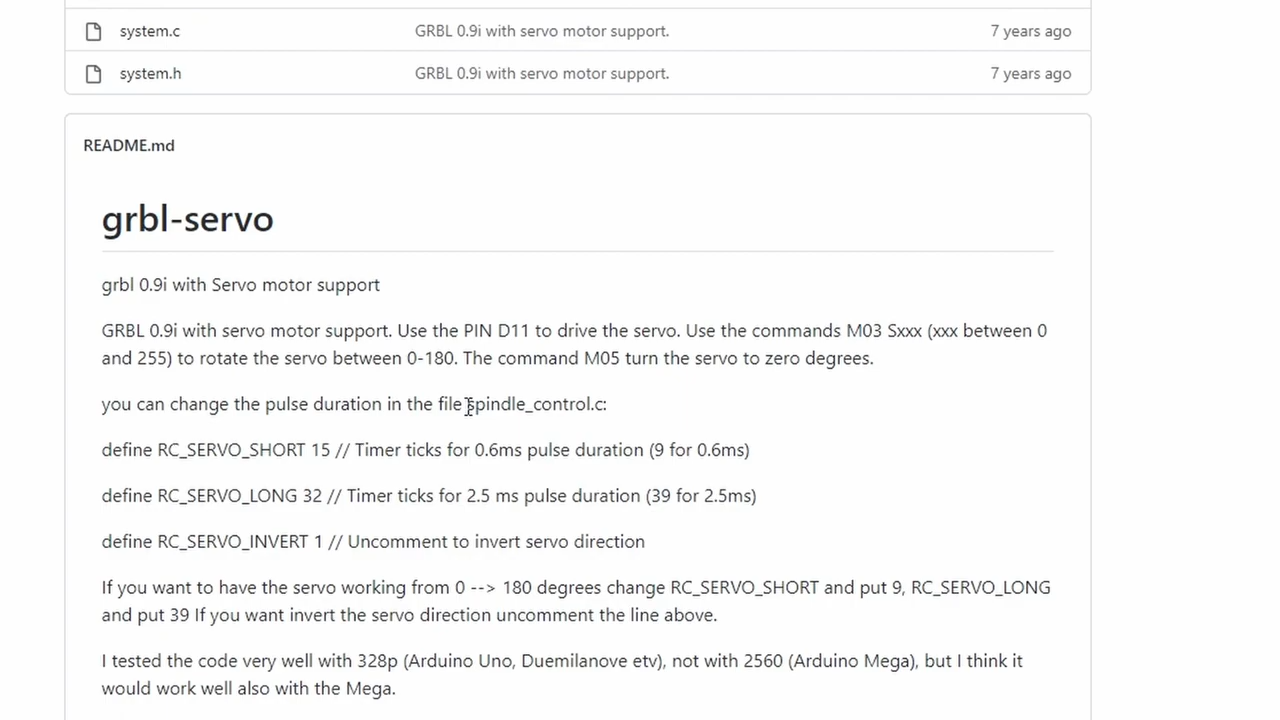 system.c GRBL 0.9i with servo motor support. 7 years ago
system.h GRBL 0.9i with servo motor support. 7 years ago
README.md
grbl-servo
grbl 0.9i with Servo motor support
GRBL 0.9i with servo motor support. Use the PIN D11 to drive the servo. Use the commands M03 Sxxx (xxx between 0
and 255) to rotate the servo between 0-180. The command M05 turn the servo to zero degrees.
you can change the pulse duration in the file spindle_control.c:
define RC_SERVO_SHORT 15 // Timer ticks for 0.6ms pulse duration (9 for 0.6ms)
define RC_SERVO_LONG 32 // Timer ticks for 2.5 ms pulse duration (39 for 2.5ms)
define RC_SERVO_INVERT 1 // Uncomment to invert servo direction
If you want to have the servo working from 0 --> 180 degrees change RC_SERVO_SHORT and put 9, RC_SERVO_LONG
and put 39 If you want invert the servo direction uncomment the line above.
I tested the code very well with 328p (Arduino Uno, Duemilanove etv), not with 2560 (Arduino Mega), but I think it
would work well also with the Mega.